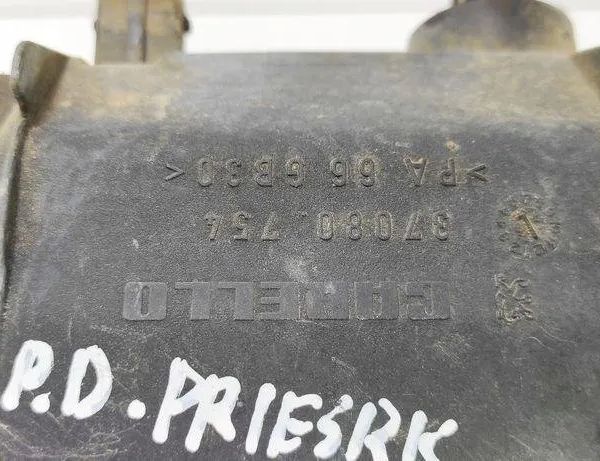 >PA 66 GB30<
37080 754
CARELLO
P.D. PRIESRK